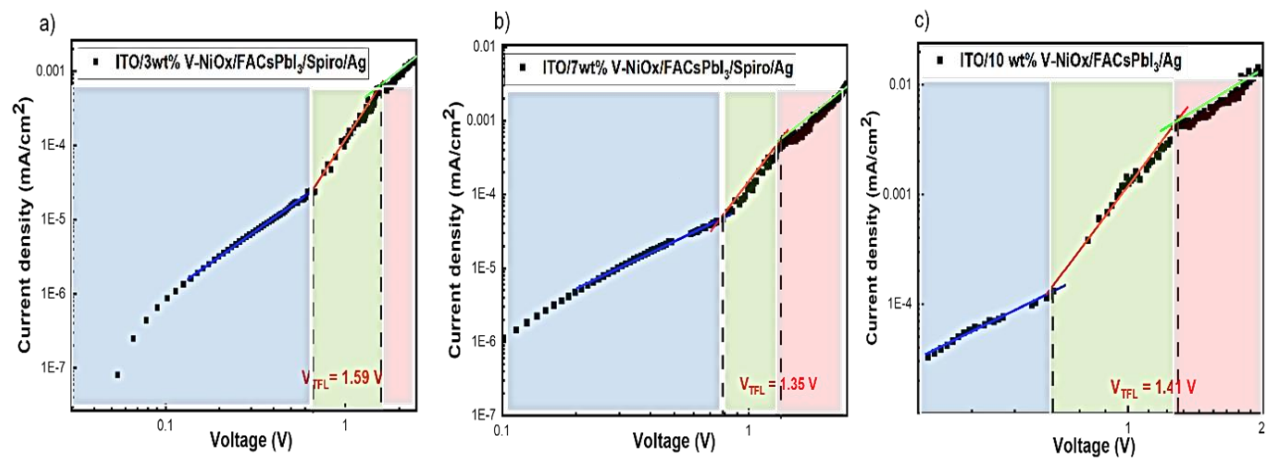 a)
ITO/3wt% V-NiOx/FACsPbI3/Spiro/Ag
0.001
1E-4
1E-5
1E-6
1E-7
Current density (mA/cm2)
VTFL= 1.59 V
0.1
1
Voltage (V)
b)
ITO/7wt% V-NiOx/FACsPbI3/Spiro/Ag
0.01
0.001
1E-4
1E-5
1E-6
1E-7
Current density (mA/cm2)
VTFL= 1.35 V
0.1
1
Voltage (V)
c)
ITO/10 wt% V-NiOx/FACsPbI3/Ag
0.01
0.001
1E-4
Current density (mA/cm2)
VTFL= 1.41 V
1
2
Voltage (V)